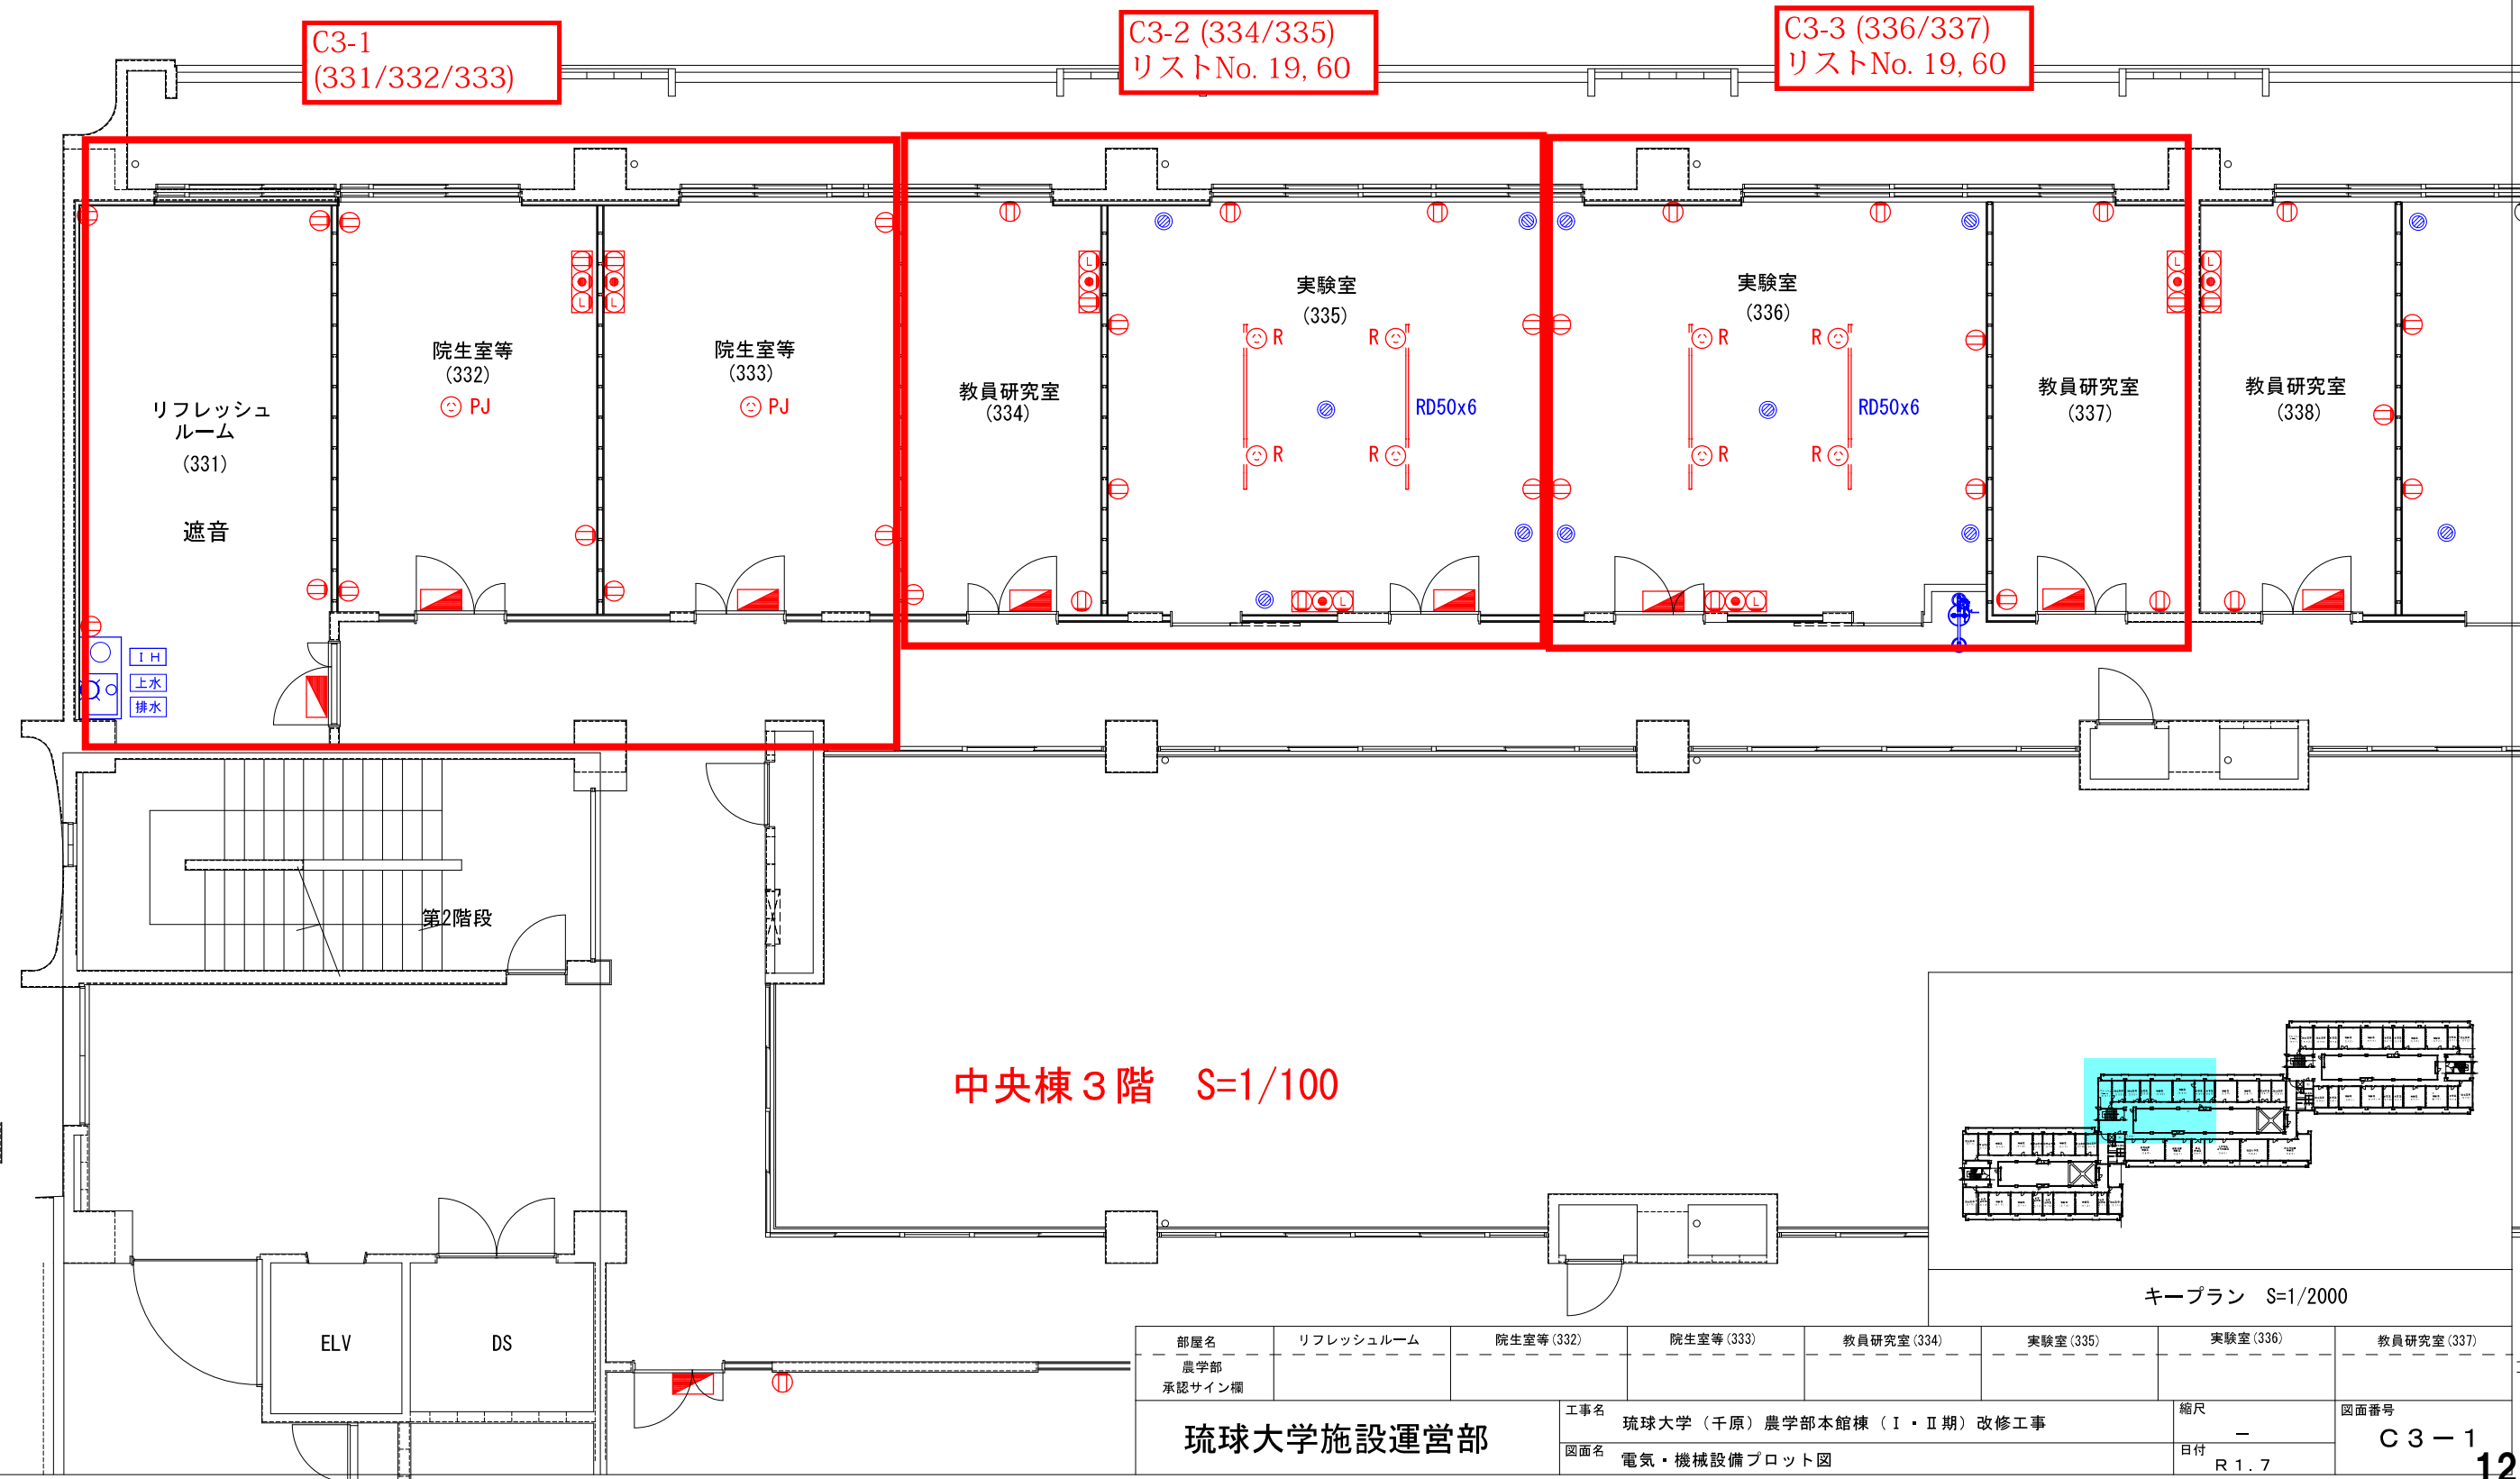 C3-1
(331/332/333)
C3-2 (334/335)
リストNo. 19, 60
C3-3 (336/337)
リストNo. 19, 60
リフレッシュ
ルーム
(331)
遮音
院生室等
(332)
PJ
院生室等
(333)
PJ
教員研究室
(334)
実験室
(335)
R R
R R
RD50x6
実験室
(336)
R R
R R
RD50x6
教員研究室
(337)
教員研究室
(338)
L L L L L L L
IH
上水
排水
第2階段
中央棟3階 S=1/100
ELV
DS
キープラン S=1/2000
部屋名 リフレッシュルーム 院生室等(332) 院生室等(333) 教員研究室(334) 実験室(335) 実験室(336) 教員研究室(337)
農学部
承認サイン欄
琉球大学施設運営部
工事名 琉球大学（千原）農学部本館棟（Ⅰ・Ⅱ期）改修工事
図面名 電気・機械設備プロット図
縮尺 －
日付 R1.7
図面番号
C3－1
12